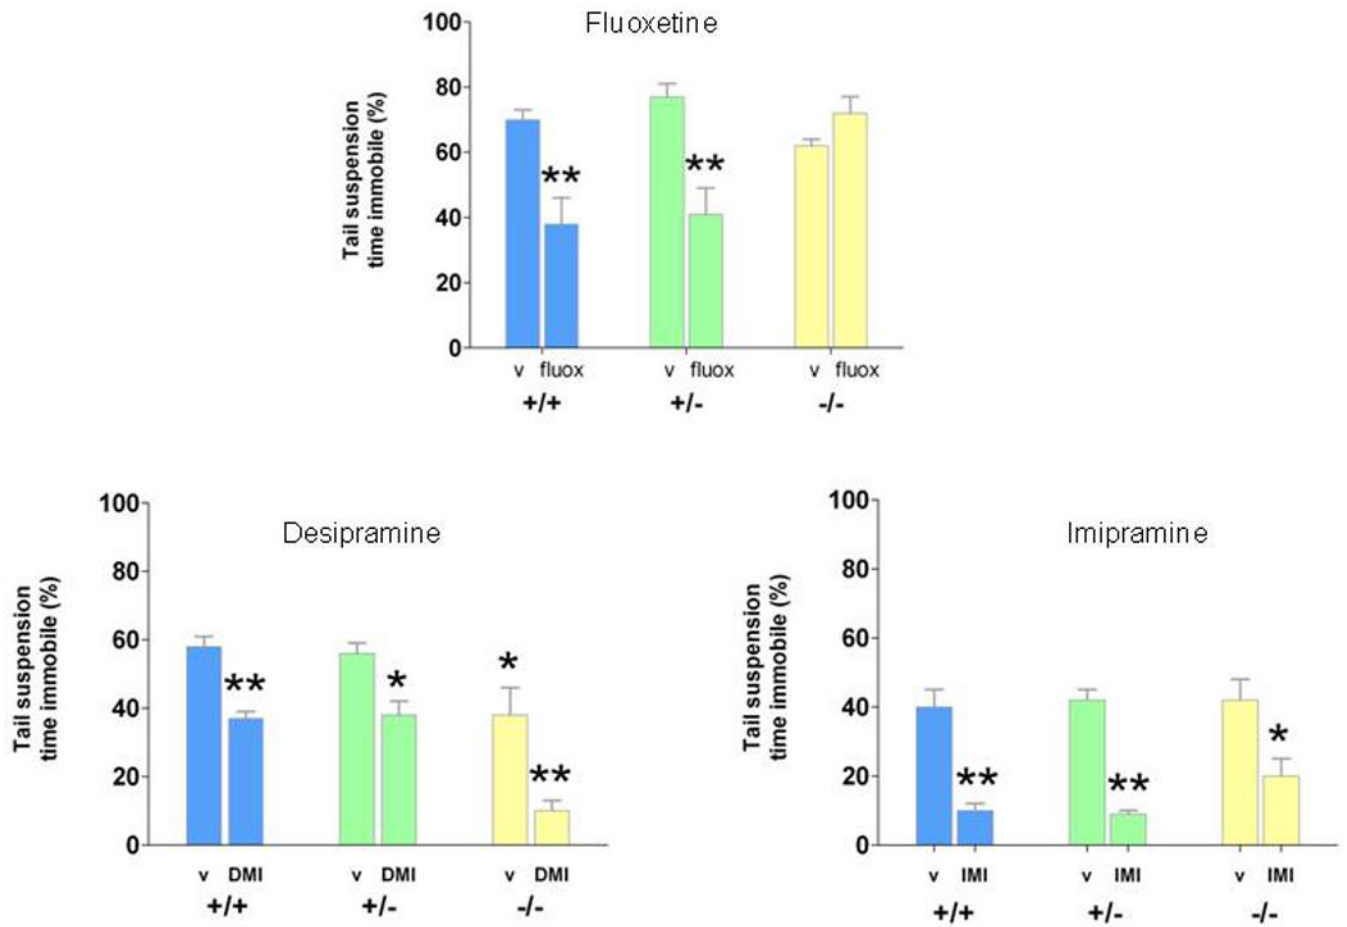 Fluoxetine
Tail suspension
time immobile (%)
100
80
60
40
20
0
** **
v fluox v fluox v fluox
+/+ +/- -/-
Desipramine
Tail suspension
time immobile (%)
100
80
60
40
20
0
** * * **
v DMI v DMI v DMI
+/+ +/- -/-
Imipramine
Tail suspension
time immobile (%)
100
80
60
40
20
0
** ** *
v IMI v IMI v IMI
+/+ +/- -/-